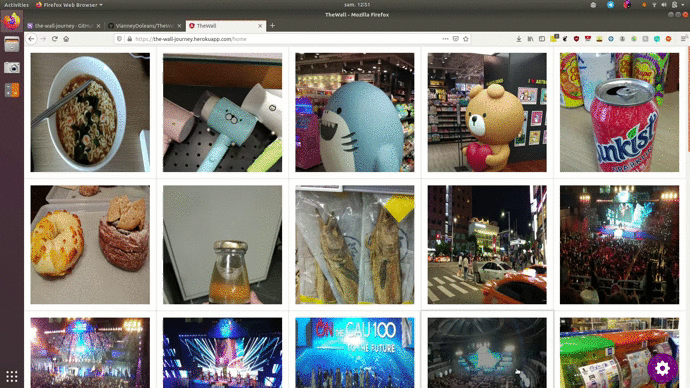 Activities
Firefox Web Browser
sam. 12:51
TheWall - Mozilla Firefox
the-wall-journey - GitH
VianneyDoleans/TheW
TheWall
https://the-wall-journey.herokuapp.com/home
unkist
ON THE CAU 100
THE FUTURE